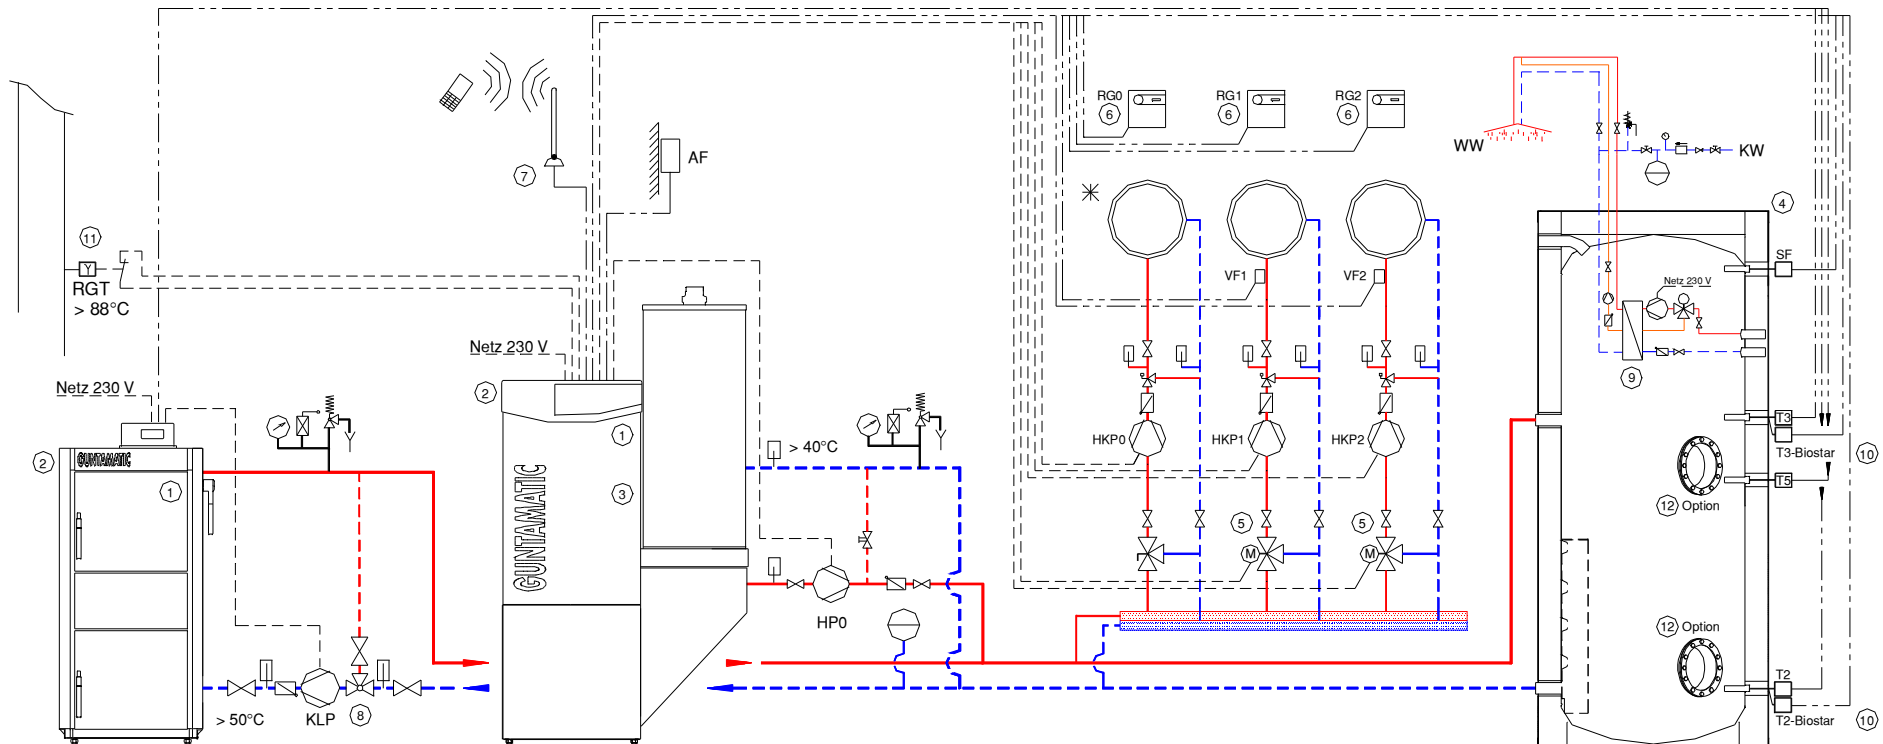 RG0
6
RG1
6
RG2
6
WW
KW
7
AF
4
SF
11
Y
RGT
> 88°C
VF1
VF2
Netz 230 V
9
Netz 230 V
Netz 230 V
2
1
GUNTAMATIC
3
> 40°C
HKP0
HKP1
HKP2
T3
T3-Biostar
10
T5
12 Option
2
GUNTAMATIC
1
5
5
M
M
HP0
12 Option
T2
T2-Biostar
10
> 50°C
KLP
8